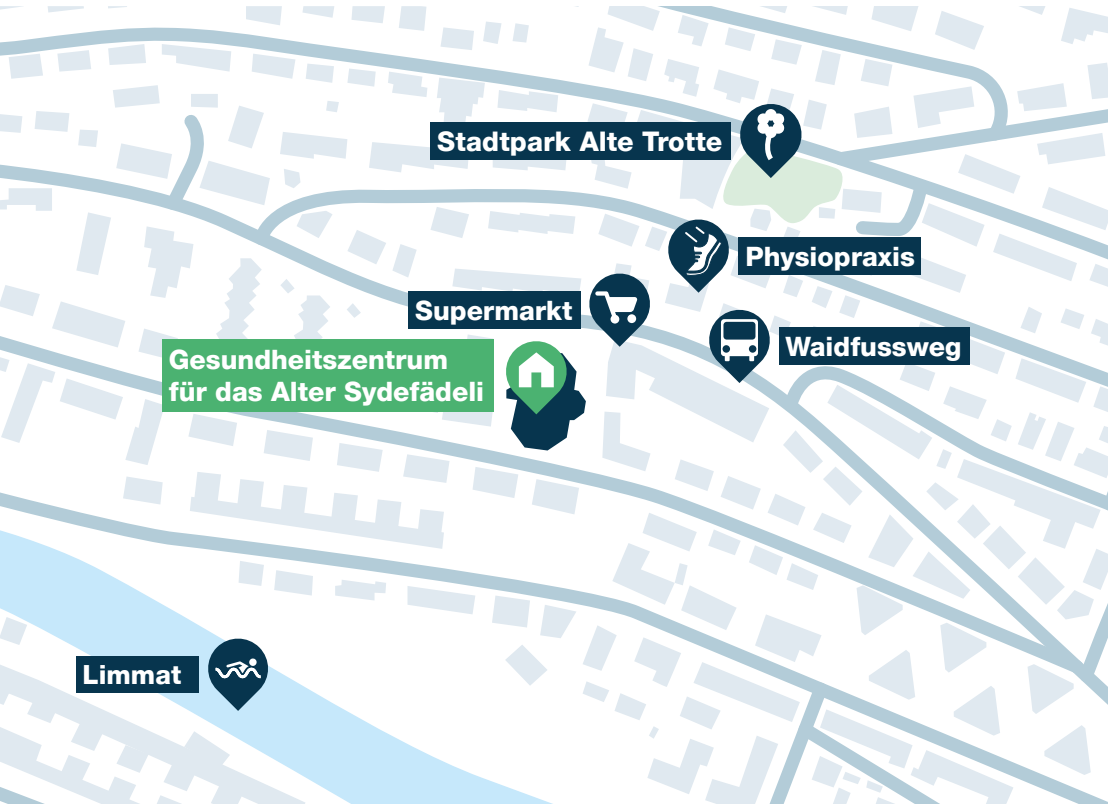 Stadtpark Alte Trotte
Physiopraxis
Supermarkt
Waidfussweg
Gesundheitszentrum
für das Alter Sydefädeli
Limmat